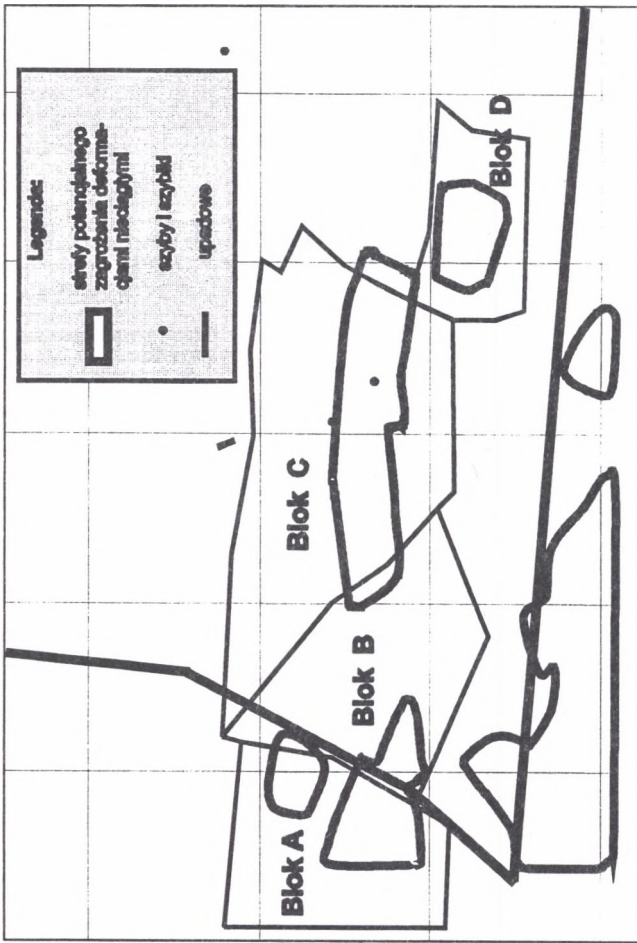 Legenda:
strefy potencjalnego
zagrożenia deforma-
cjami nieciągłymi
szyby i szybiki
upadowe
Blok A
Blok B
Blok C
Blok D